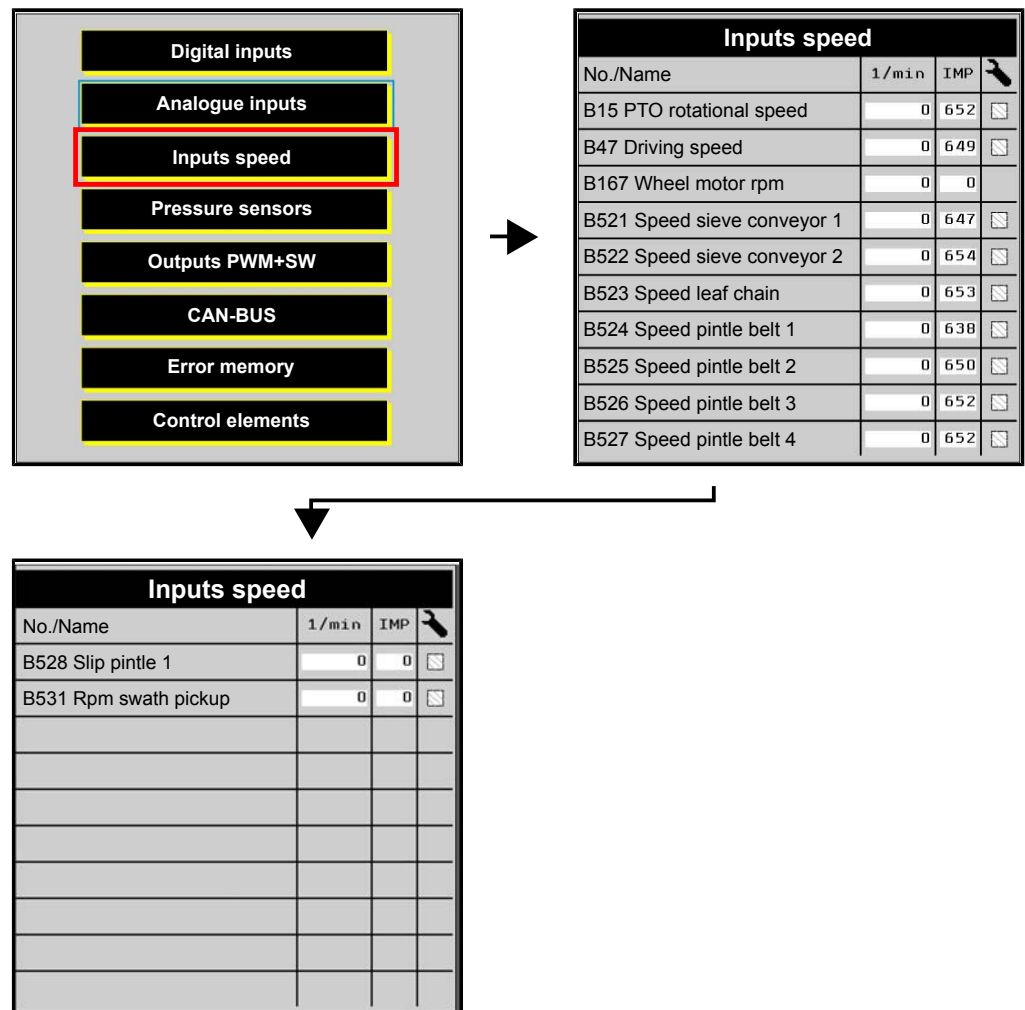 Digital inputs
Analogue inputs
Inputs speed
Pressure sensors
Outputs PWM+SW
CAN-BUS
Error memory
Control elements
Inputs speed
No./Name 1/min IMP
B15 PTO rotational speed 0 652
B47 Driving speed 0 649
B167 Wheel motor rpm 0 0
B521 Speed sieve conveyor 1 0 647
B522 Speed sieve conveyor 2 0 654
B523 Speed leaf chain 0 653
B524 Speed pintle belt 1 0 638
B525 Speed pintle belt 2 0 650
B526 Speed pintle belt 3 0 652
B527 Speed pintle belt 4 0 652
Inputs speed
No./Name 1/min IMP
B528 Slip pintle 1 0 0
B531 Rpm swath pickup 0 0